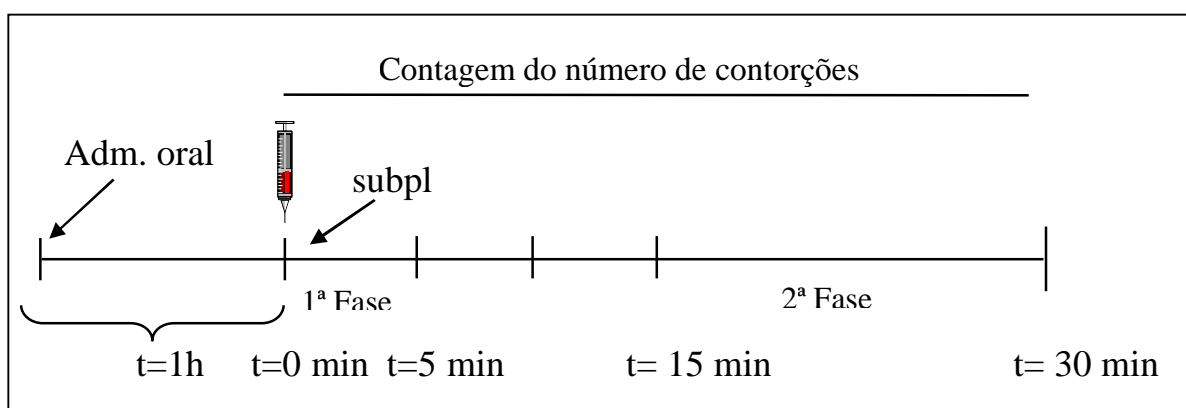 Contagem do número de contorções
Adm. oral
subpl
1ª Fase
2ª Fase
t=1h t=0 min t=5 min t= 15 min t= 30 min